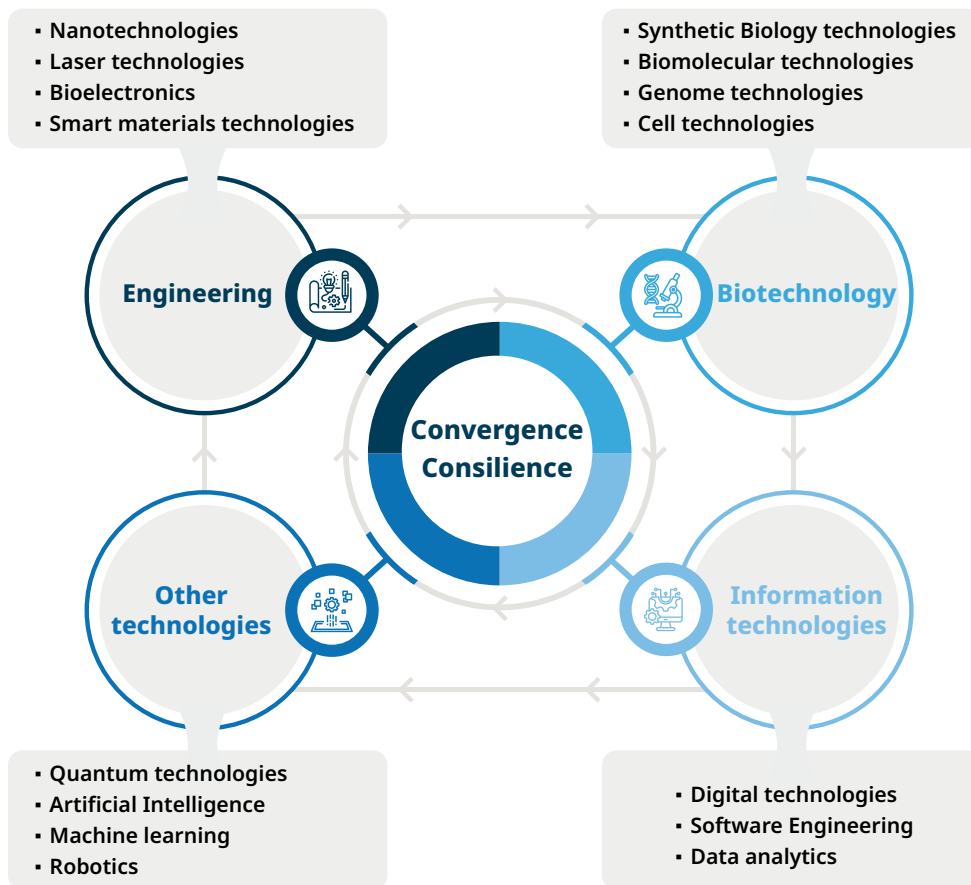 ▪ Nanotechnologies
▪ Laser technologies
▪ Bioelectronics
▪ Smart materials technologies
▪ Synthetic Biology technologies
▪ Biomolecular technologies
▪ Genome technologies
▪ Cell technologies
Engineering
Biotechnology
Convergence
Consilience
Other
technologies
Information
technologies
▪ Quantum technologies
▪ Artificial Intelligence
▪ Machine learning
▪ Robotics
▪ Digital technologies
▪ Software Engineering
▪ Data analytics